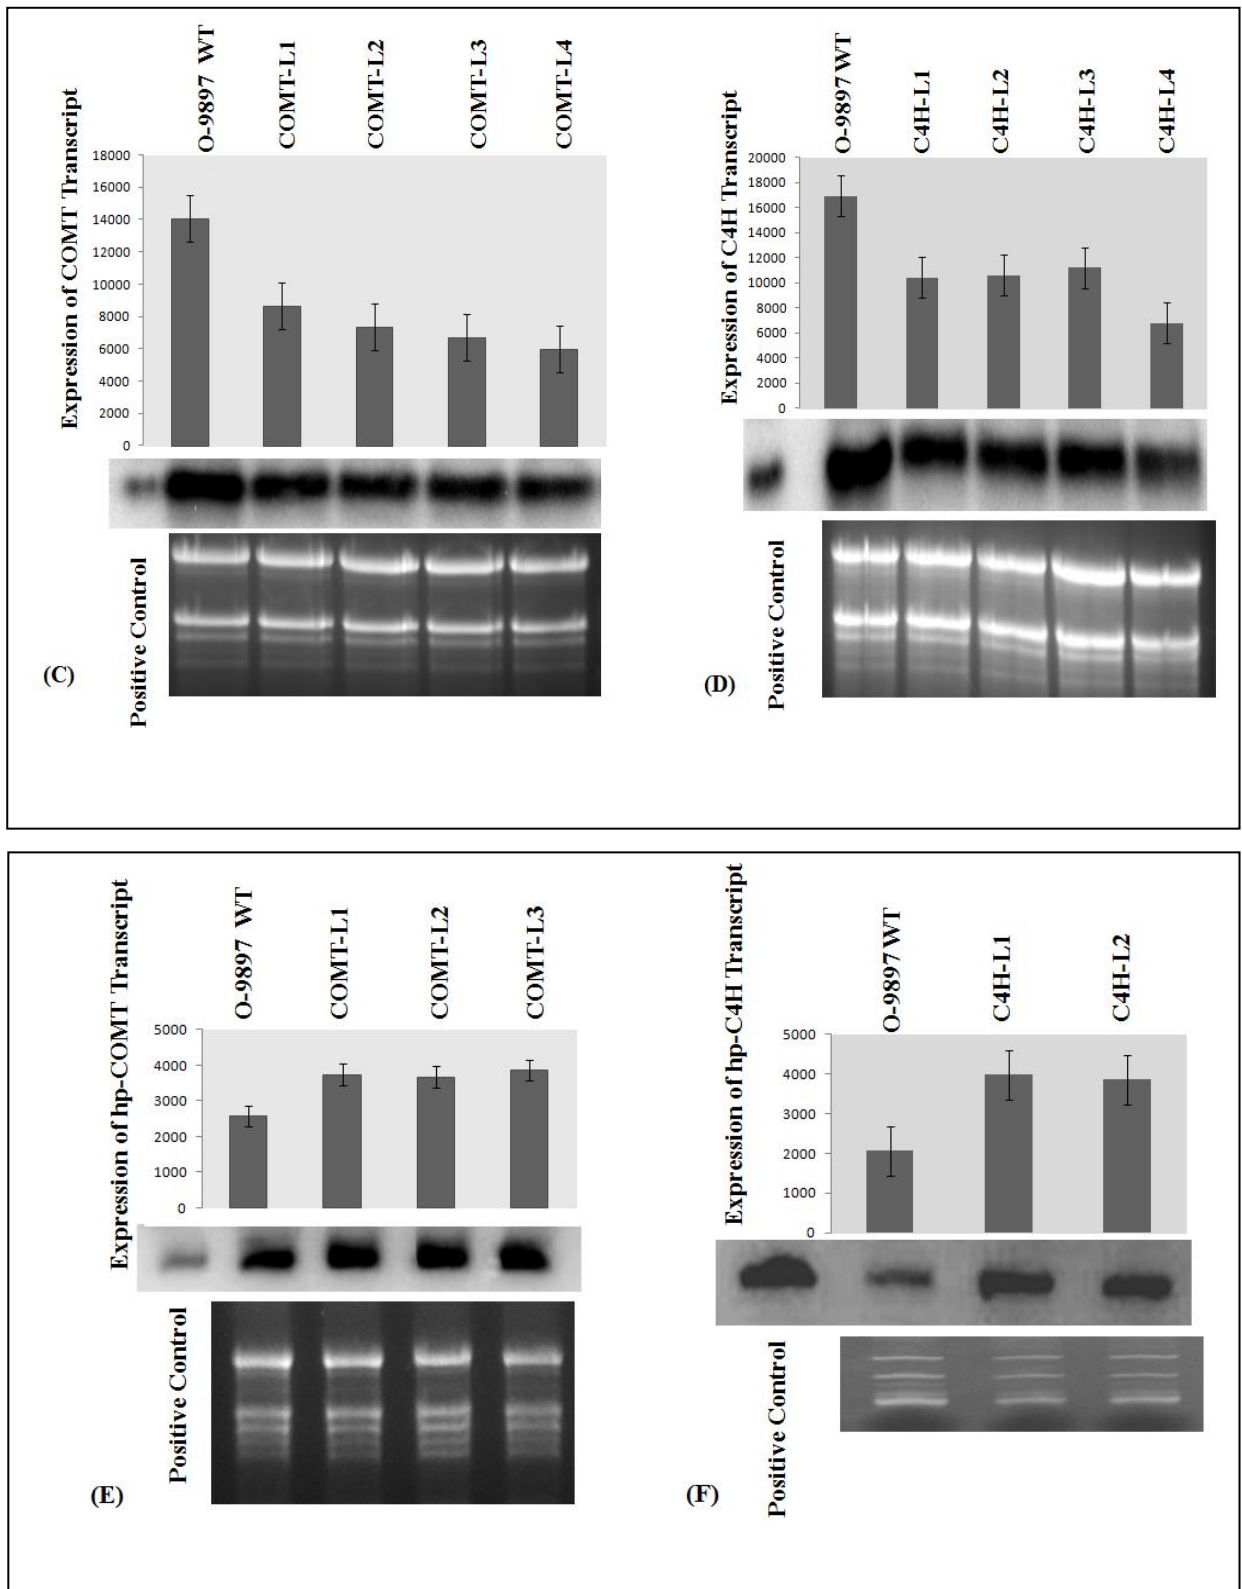 O-9897 WT
COMT-L1
COMT-L2
COMT-L3
COMT-L4
Expression of COMT Transcript
18000
16000
14000
12000
10000
8000
6000
4000
2000
0
Positive Control
(C)
O-9897 WT
C4H-L1
C4H-L2
C4H-L3
C4H-L4
Expression of C4H Transcript
20000
18000
16000
14000
12000
10000
8000
6000
4000
2000
0
Positive Control
(D)
O-9897 WT
COMT-L1
COMT-L2
COMT-L3
Expression of hp-COMT Transcript
5000
4000
3000
2000
1000
0
Positive Control
(E)
O-9897 WT
C4H-L1
C4H-L2
Expression of hp-C4H Transcript
5000
4000
3000
2000
1000
0
Positive Control
(F)